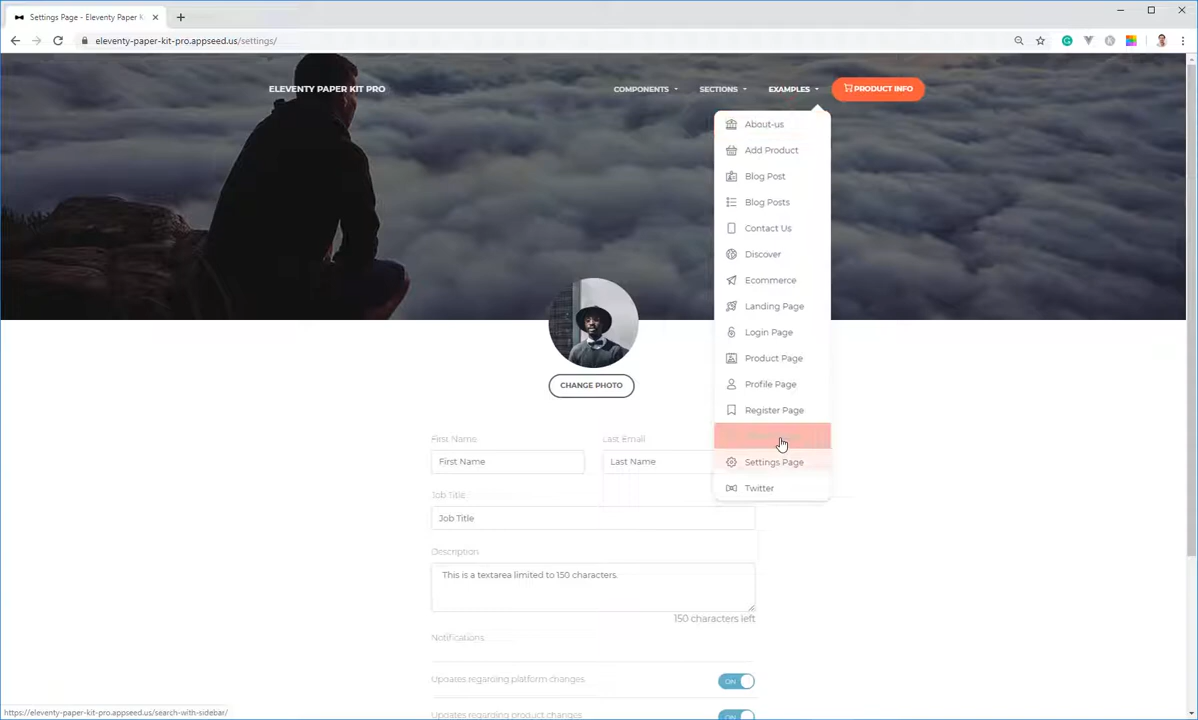 Settings Page - Eleventy Paper K
eleventy-paper-kit-pro.appseed.us/settings/
ELEVENTY PAPER KIT PRO
COMPONENTS
SECTIONS
EXAMPLES
PRODUCT INFO
About-us
Add Product
Blog Post
Blog Posts
Contact Us
Discover
Ecommerce
Landing Page
Login Page
Product Page
Profile Page
Register Page
Settings Page
Twitter
CHANGE PHOTO
First Name
Last Email
First Name
Last Name
Job Title
Job Title
Description
This is a textarea limited to 150 characters.
150 characters left
Notifications
Updates regarding platform changes
ON
Updates regarding product changes
https://eleventy-paper-kit-pro.appseed.us/search-with-sidebar/